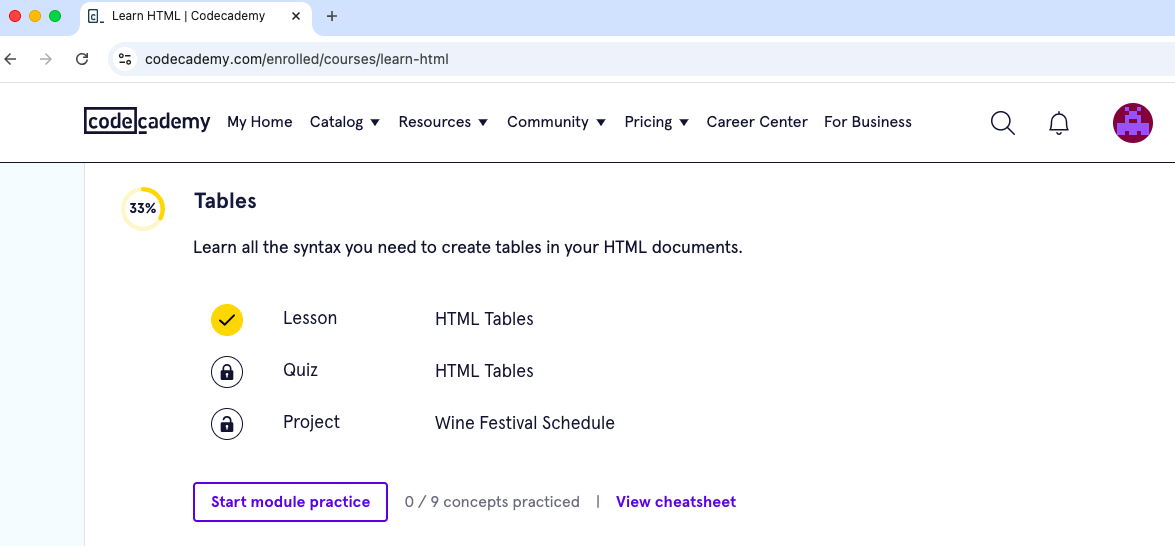 Learn HTML | Codecademy
codecademy.com/enrolled/courses/learn-html
codecademy My Home Catalog Resources Community Pricing Career Center For Business
33% Tables
Learn all the syntax you need to create tables in your HTML documents.
Lesson HTML Tables
Quiz HTML Tables
Project Wine Festival Schedule
Start module practice 0 / 9 concepts practiced | View cheatsheet